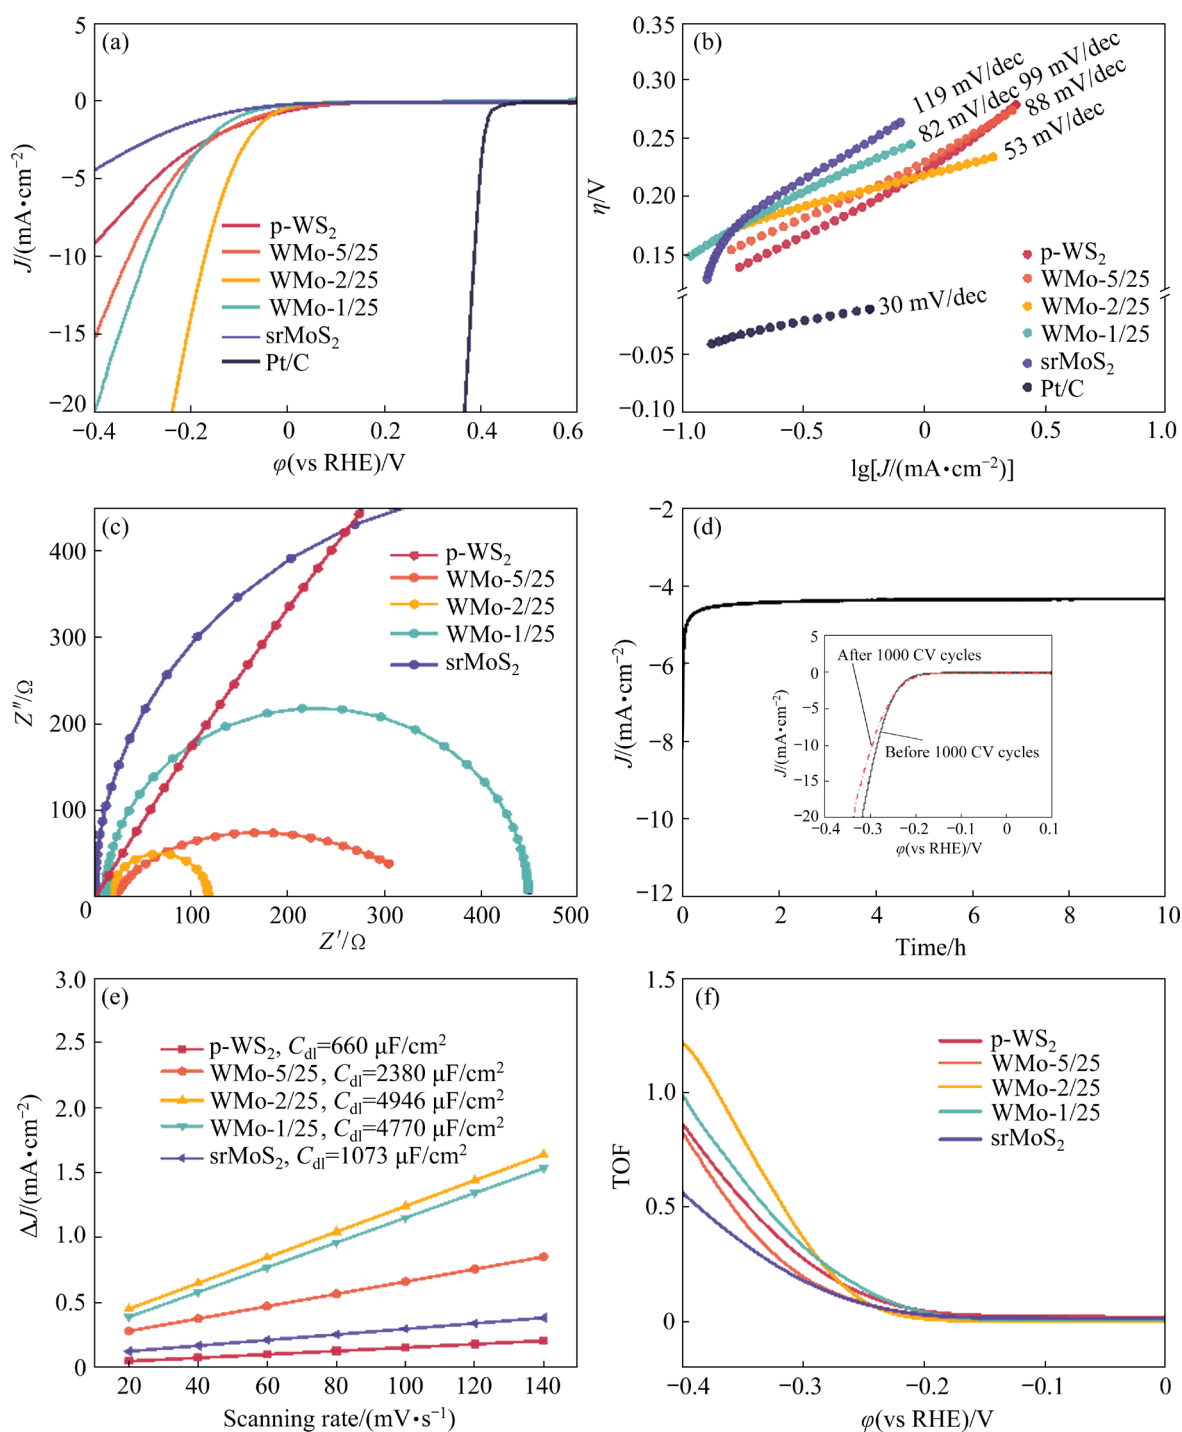 (a)
5
0
−5
−10
−15
−20
J/(mA•cm−2)
p-WS2
WMo-5/25
WMo-2/25
WMo-1/25
srMoS2
Pt/C
−0.4 −0.2 0 0.2 0.4 0.6
φ(vs RHE)/V
(b)
0.35
0.30
0.25
0.20
0.15
−0.05
−0.10
η/V
119 mV/dec
99 mV/dec
82 mV/dec
88 mV/dec
53 mV/dec
30 mV/dec
p-WS2
WMo-5/25
WMo-2/25
WMo-1/25
srMoS2
Pt/C
−1.0 −0.5 0 0.5 1.0
lg[J/(mA•cm−2)]
(c)
400
300
200
100
0
Z″/Ω
p-WS2
WMo-5/25
WMo-2/25
WMo-1/25
srMoS2
100 200 300 400 500
Z′/Ω
(d)
−2
−4
−6
−8
−10
−12
J/(mA•cm−2)
5
0
−5
−10
−15
−20
J/(mA•cm−2)
After 1000 CV cycles
Before 1000 CV cycles
−0.4 −0.3 −0.2 −0.1 0 0.1
φ(vs RHE)/V
0 2 4 6 8 10
Time/h
(e)
3.0
2.5
2.0
1.5
1.0
0.5
0
ΔJ/(mA•cm−2)
p-WS2, Cdl=660 μF/cm2
WMo-5/25, Cdl=2380 μF/cm2
WMo-2/25, Cdl=4946 μF/cm2
WMo-1/25, Cdl=4770 μF/cm2
srMoS2, Cdl=1073 μF/cm2
20 40 60 80 100 120 140
Scanning rate/(mV•s−1)
(f)
1.5
1.0
0.5
0
TOF
p-WS2
WMo-5/25
WMo-2/25
WMo-1/25
srMoS2
−0.4 −0.3 −0.2 −0.1 0
φ(vs RHE)/V